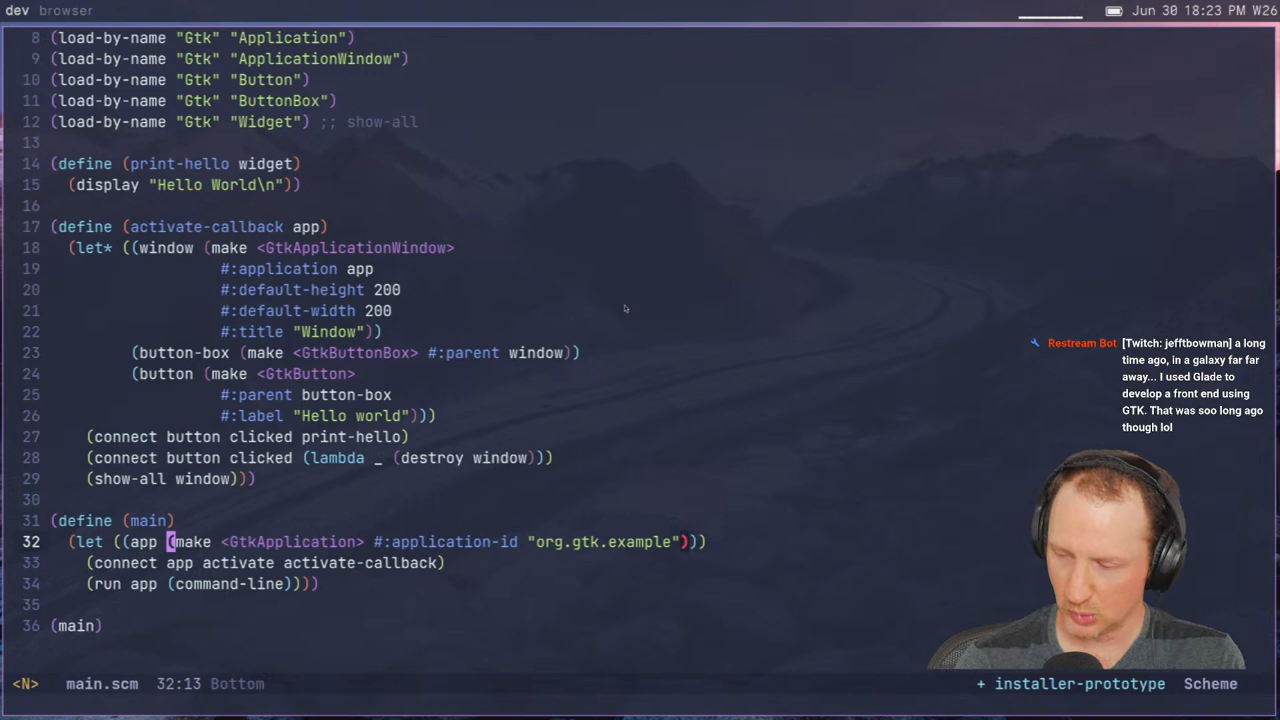 dev browser
Jun 30 18:23 PM W26
8 (load-by-name "Gtk" "Application")
9 (load-by-name "Gtk" "ApplicationWindow")
10 (load-by-name "Gtk" "Button")
11 (load-by-name "Gtk" "ButtonBox")
12 (load-by-name "Gtk" "Widget") ;; show-all
13
14 (define (print-hello widget)
15 (display "Hello World\n"))
16
17 (define (activate-callback app)
18 (let* ((window (make <GtkApplicationWindow>
19 #:application app
20 #:default-height 200
21 #:default-width 200
22 #:title "Window"))
23 (button-box (make <GtkButtonBox> #:parent window))
24 (button (make <GtkButton>
25 #:parent button-box
26 #:label "Hello world")))
27 (connect button clicked print-hello)
28 (connect button clicked (lambda _ (destroy window)))
29 (show-all window)))
30
31 (define (main)
32 (let ((app (make <GtkApplication> #:application-id "org.gtk.example")))
33 (connect app activate activate-callback)
34 (run app (command-line))))
35
36 (main)
Restream Bot [Twitch: jefftbowman] a long
time ago, in a galaxy far far
away... I used Glade to
develop a front end using
GTK. That was soo long ago
though lol
<N> main.scm 32:13 Bottom
+ installer-prototype Scheme